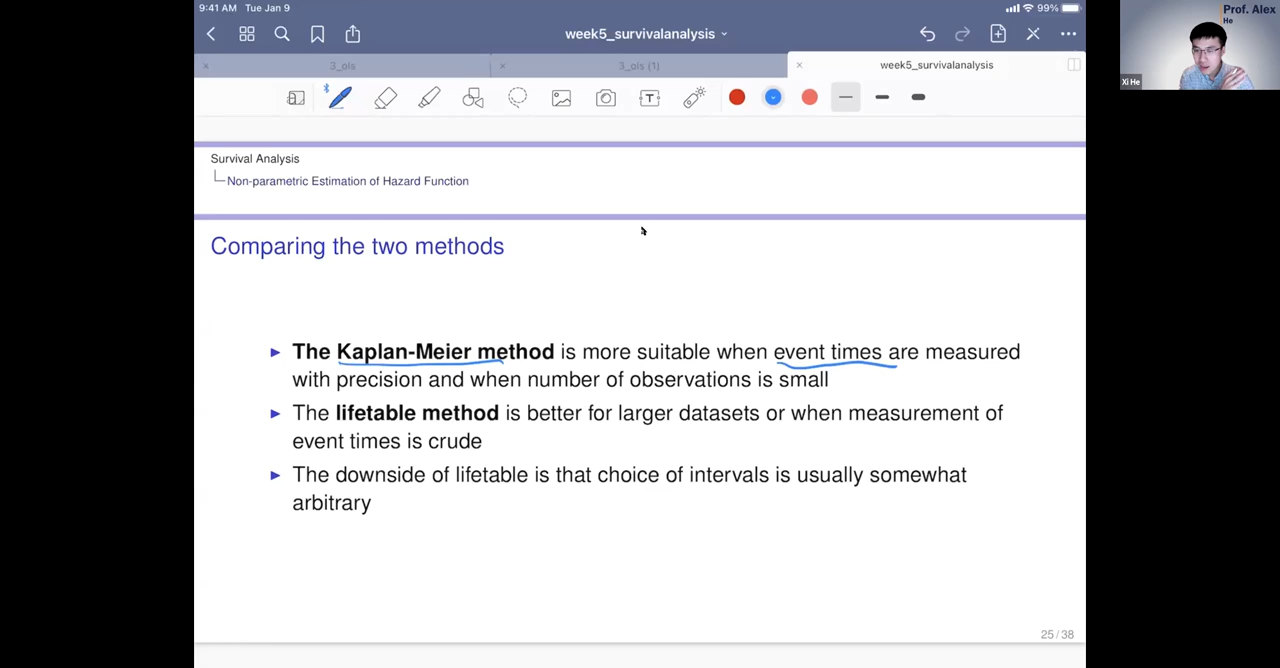 9:41 AM Tue Jan 9
99%
week5_survivalanalysis
3_ols
3_ols (1)
week5_survivalanalysis
T
Survival Analysis
Non-parametric Estimation of Hazard Function
Comparing the two methods
The Kaplan-Meier method is more suitable when event times are measured
with precision and when number of observations is small
The lifetable method is better for larger datasets or when measurement of
event times is crude
The downside of lifetable is that choice of intervals is usually somewhat
arbitrary
25 / 38
Prof. Alex
He
Xi He